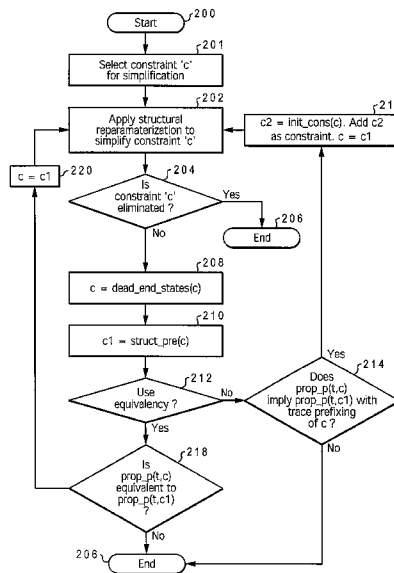 Start
200
201
Select constraint 'c'
for simplification
202
Apply structural
reparamaterization to
simplify constraint 'c'
21
c2 = init_cons(c). Add c2
as constraint. c = c1
220
c = c1
204
Is
constraint 'c'
eliminated ?
Yes
206
End
No
208
c = dead_end_states(c)
210
c1 = struct_pre(c)
212
Use
equivalency ?
No
Yes
214
Does
prop_p(t,c)
imply prop_p(t,c1) with
trace prefixing
of c ?
Yes
No
218
Is
prop_p(t,c)
equivalent to
prop_p(t,c1)
?
No
206
End